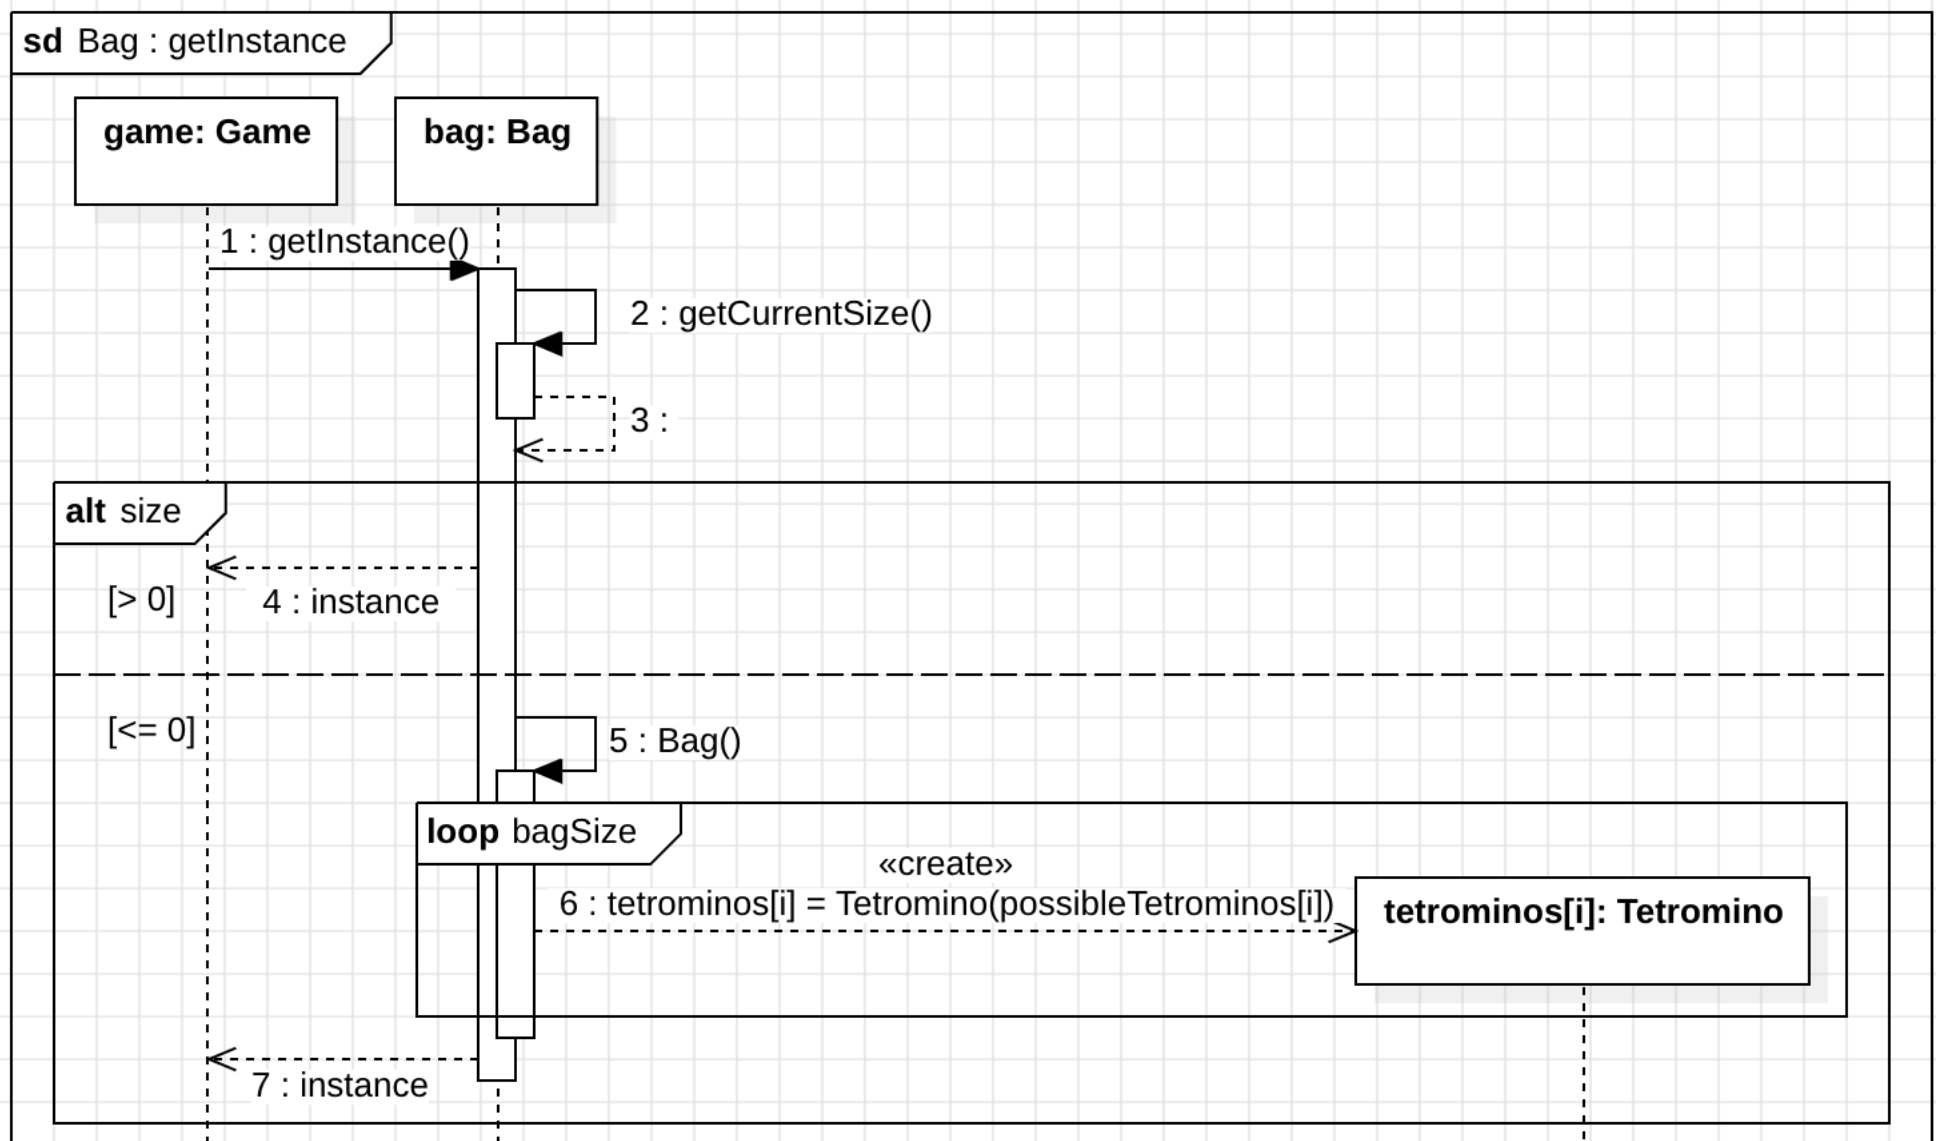 sd Bag : getInstance
game: Game
bag: Bag
1 : getInstance()
2 : getCurrentSize()
3 :
alt size
[> 0]
4 : instance
[<= 0]
5 : Bag()
loop bagSize
«create»
6 : tetrominos[i] = Tetromino(possibleTetrominos[i])
tetrominos[i]: Tetromino
7 : instance